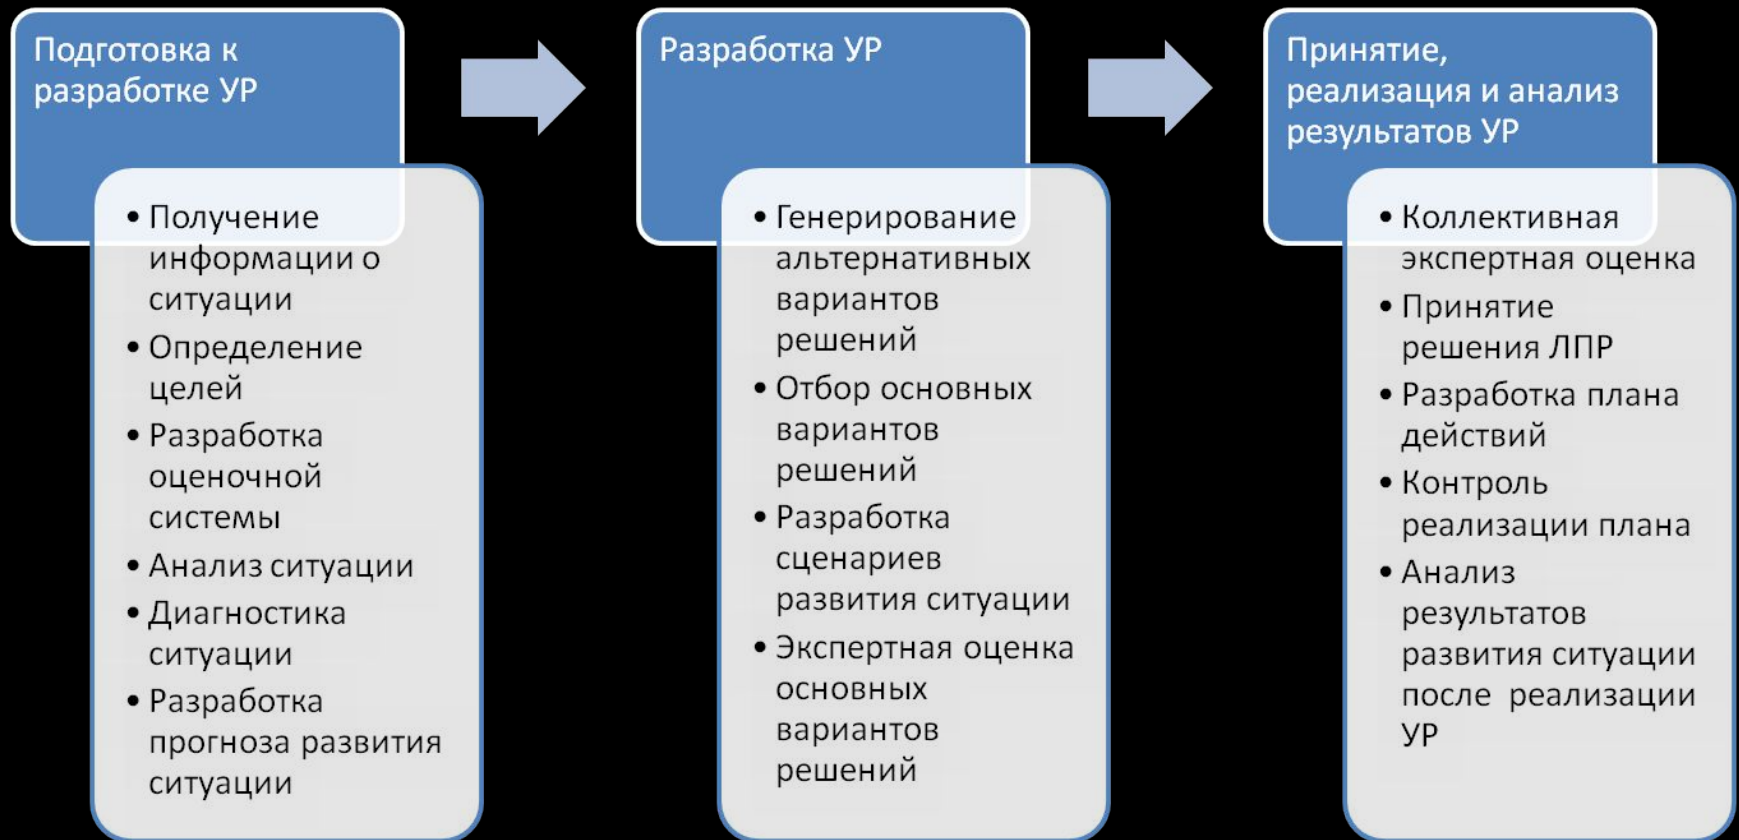 Подготовка к
разработке УР
• Получение
информации о
ситуации
• Определение
целей
• Разработка
оценочной
системы
• Анализ ситуации
• Диагностика
ситуации
• Разработка
прогноза развития
ситуации
Разработка УР
• Генерирование
альтернативных
вариантов
решений
• Отбор основных
вариантов
решений
• Разработка
сценариев
развития ситуации
• Экспертная оценка
основных
вариантов
решений
Принятие,
реализация и анализ
результатов УР
• Коллективная
экспертная оценка
• Принятие
решения ЛПР
• Разработка плана
действий
• Контроль
реализации плана
• Анализ
результатов
развития ситуации
после реализации
УР